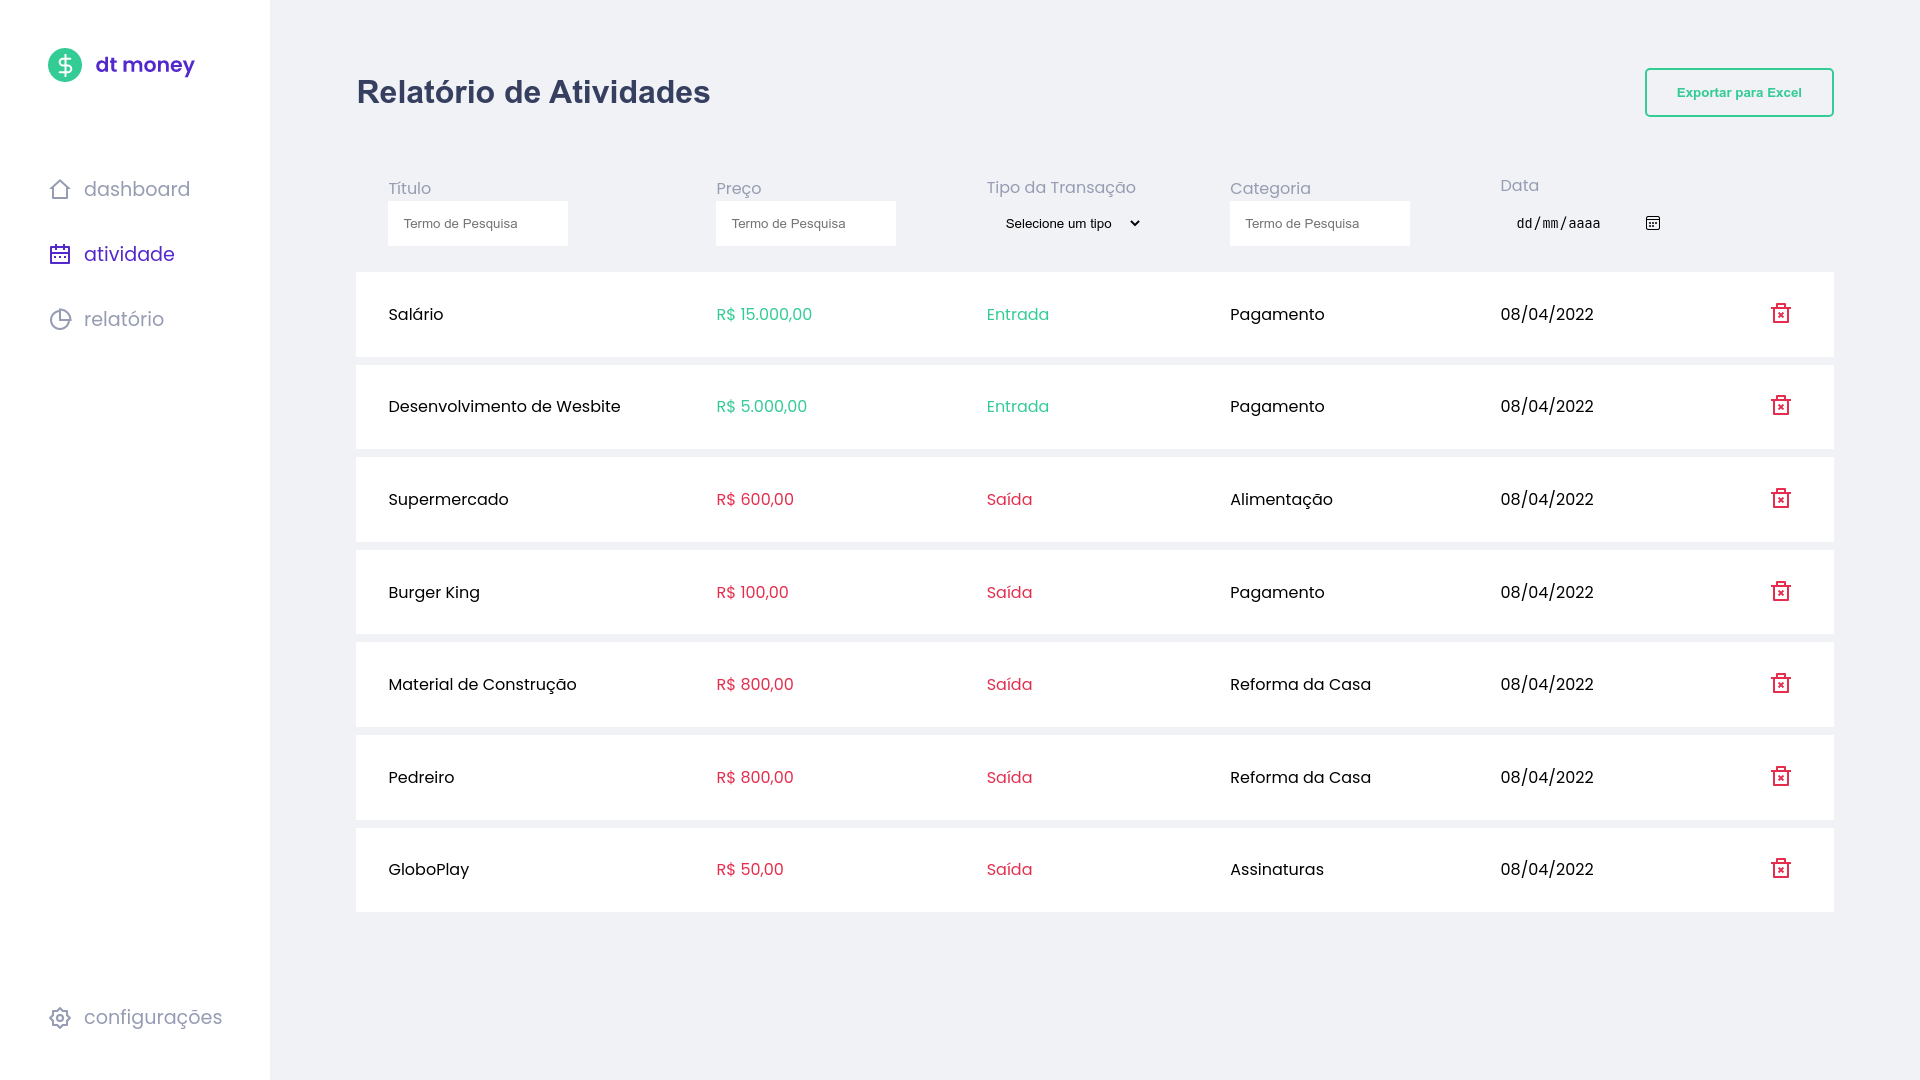 dt money
dashboard
atividade
relatório
configurações
Relatório de Atividades
Exportar para Excel
Título Preço Tipo da Transação Categoria Data
Termo de Pesquisa Termo de Pesquisa Selecione um tipo Termo de Pesquisa dd/mm/aaaa
Salário R$ 15.000,00 Entrada Pagamento 08/04/2022
Desenvolvimento de Wesbite R$ 5.000,00 Entrada Pagamento 08/04/2022
Supermercado R$ 600,00 Saída Alimentação 08/04/2022
Burger King R$ 100,00 Saída Pagamento 08/04/2022
Material de Construção R$ 800,00 Saída Reforma da Casa 08/04/2022
Pedreiro R$ 800,00 Saída Reforma da Casa 08/04/2022
GloboPlay R$ 50,00 Saída Assinaturas 08/04/2022